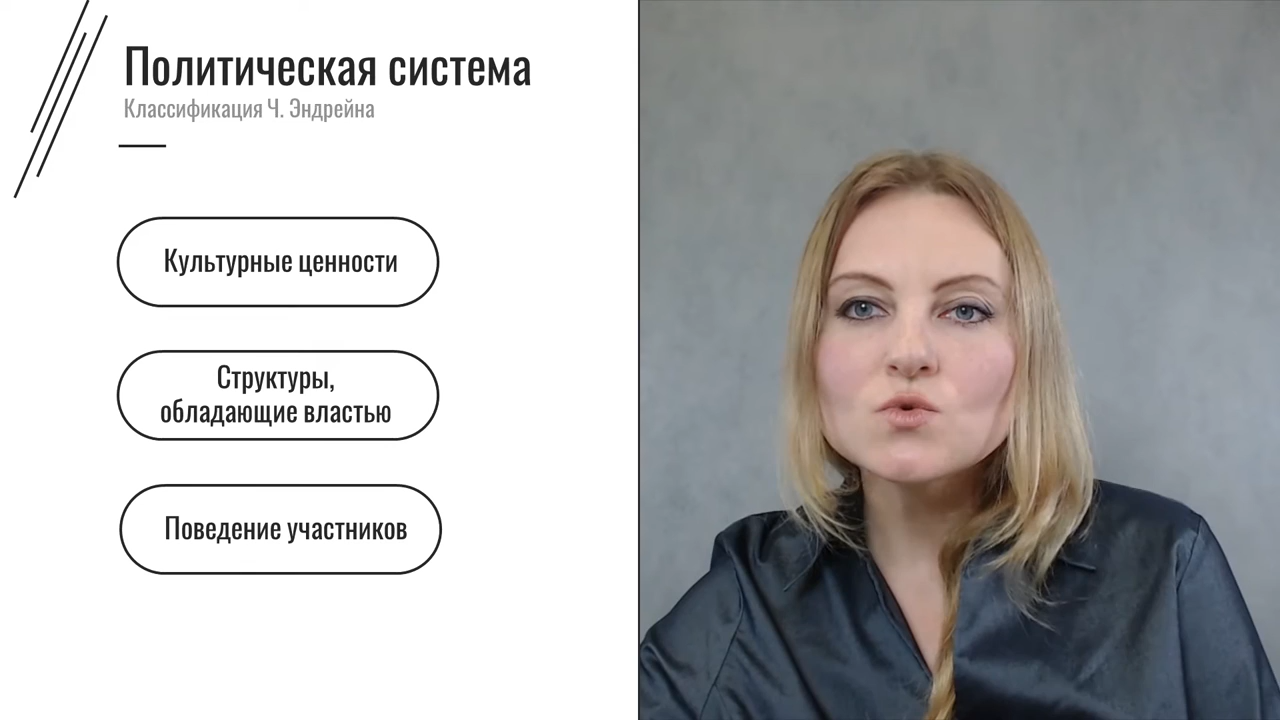 Политическая система
Классификация Ч. Эндрейна
Культурные ценности
Структуры,
обладающие властью
Поведение участников